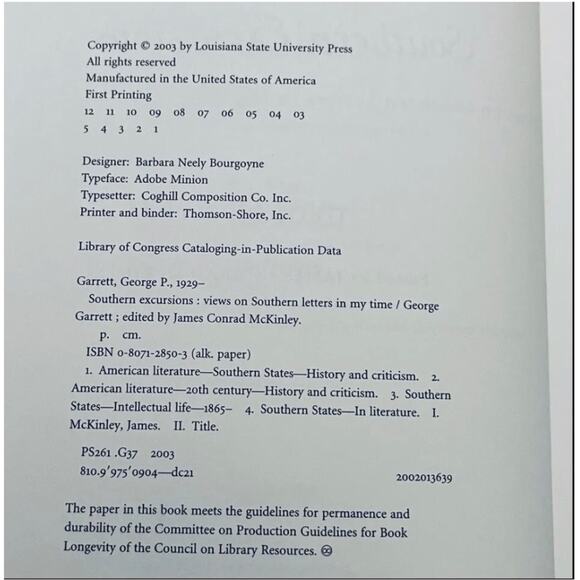 Copyright © 2003 by Louisiana State University Press
All rights reserved
Manufactured in the United States of America
First Printing
12 11 10 09 08 07 06 05 04 03
5 4 3 2 1
Designer: Barbara Neely Bourgoyne
Typeface: Adobe Minion
Typesetter: Coghill Composition Co. Inc.
Printer and binder: Thomson-Shore, Inc.
Library of Congress Cataloging-in-Publication Data
Garrett, George P., 1929–
Southern excursions : views on Southern letters in my time / George
Garrett ; edited by James Conrad McKinley.
p. cm.
ISBN 0-8071-2850-3 (alk. paper)
1. American literature—Southern States—History and criticism. 2.
American literature—20th century—History and criticism. 3. Southern
States—Intellectual life—1865– 4. Southern States—In literature. I.
McKinley, James. II. Title.
PS261 .G37 2003
810.9′975′0904—dc21
2002013639
The paper in this book meets the guidelines for permanence and
durability of the Committee on Production Guidelines for Book
Longevity of the Council on Library Resources. ♾